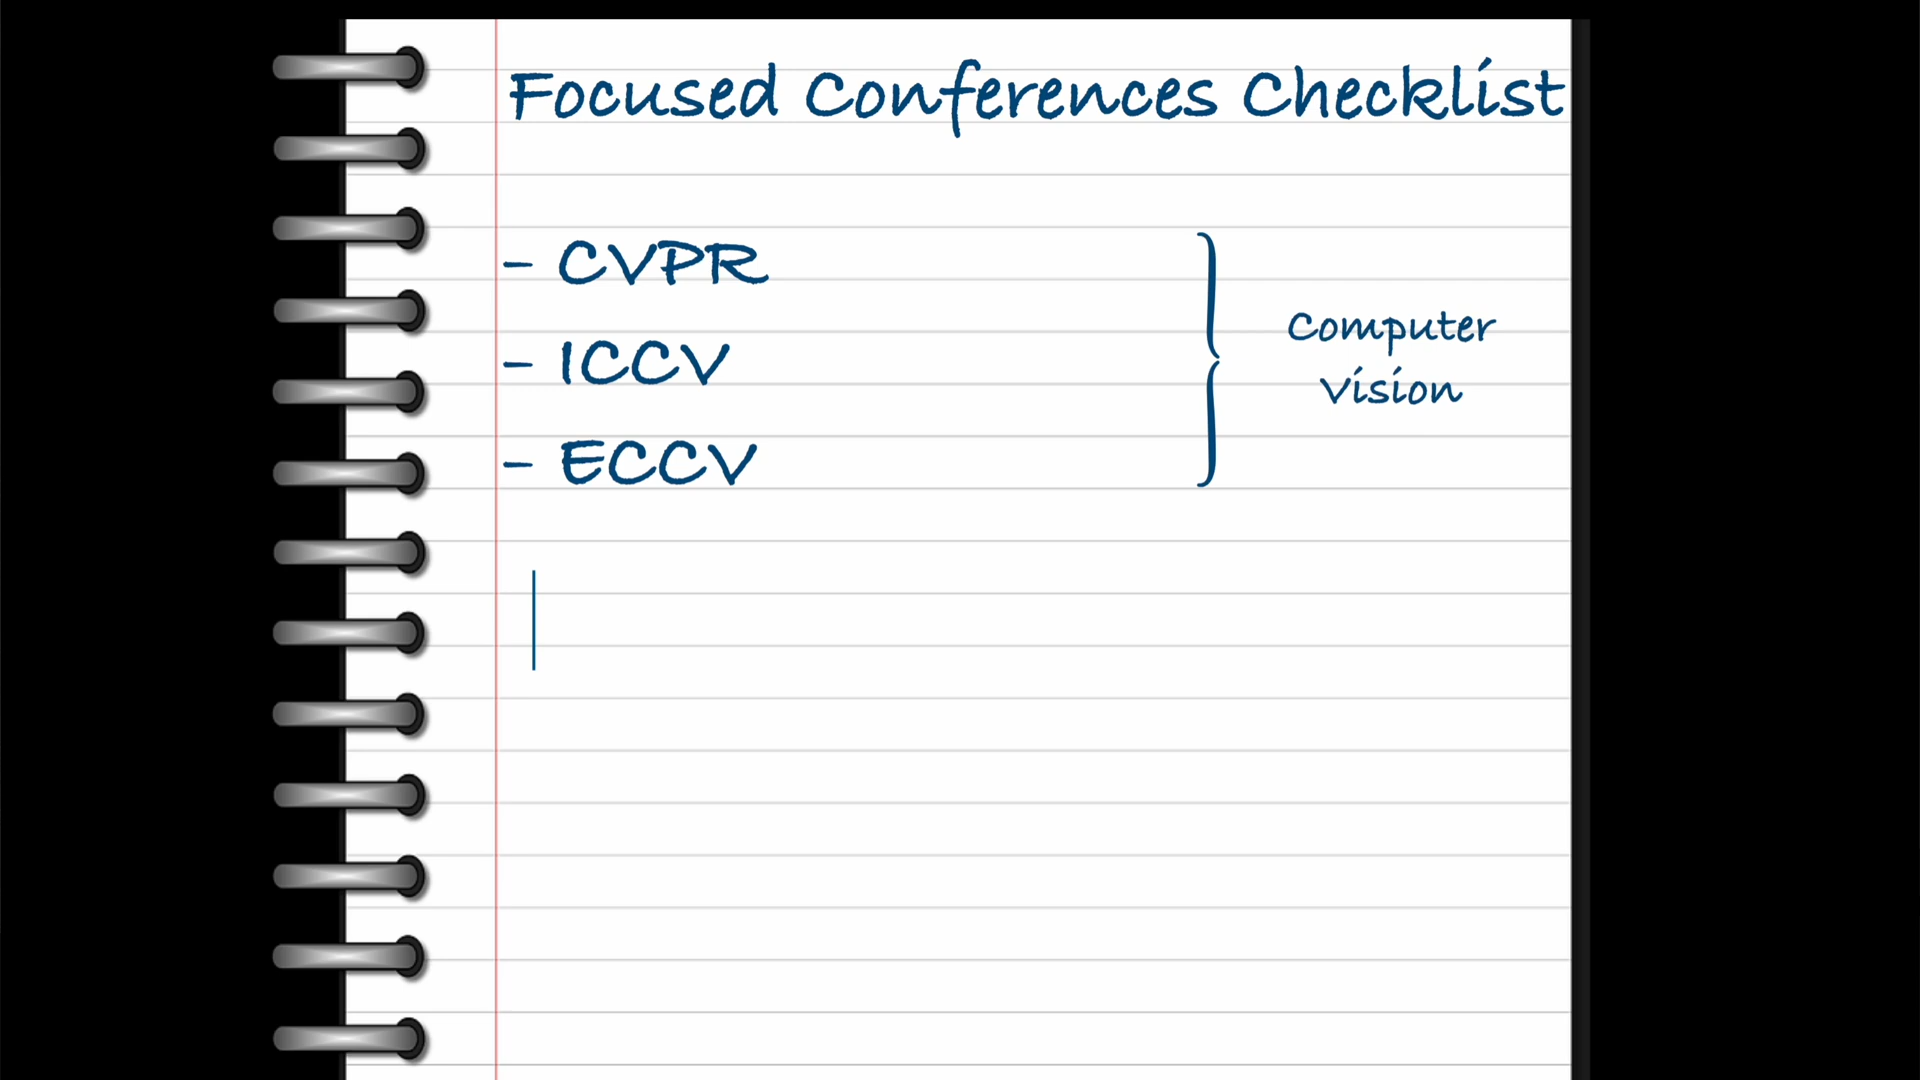 Focused Conferences Checklist
- CVPR
- ICCV
- ECCV
Computer
Vision